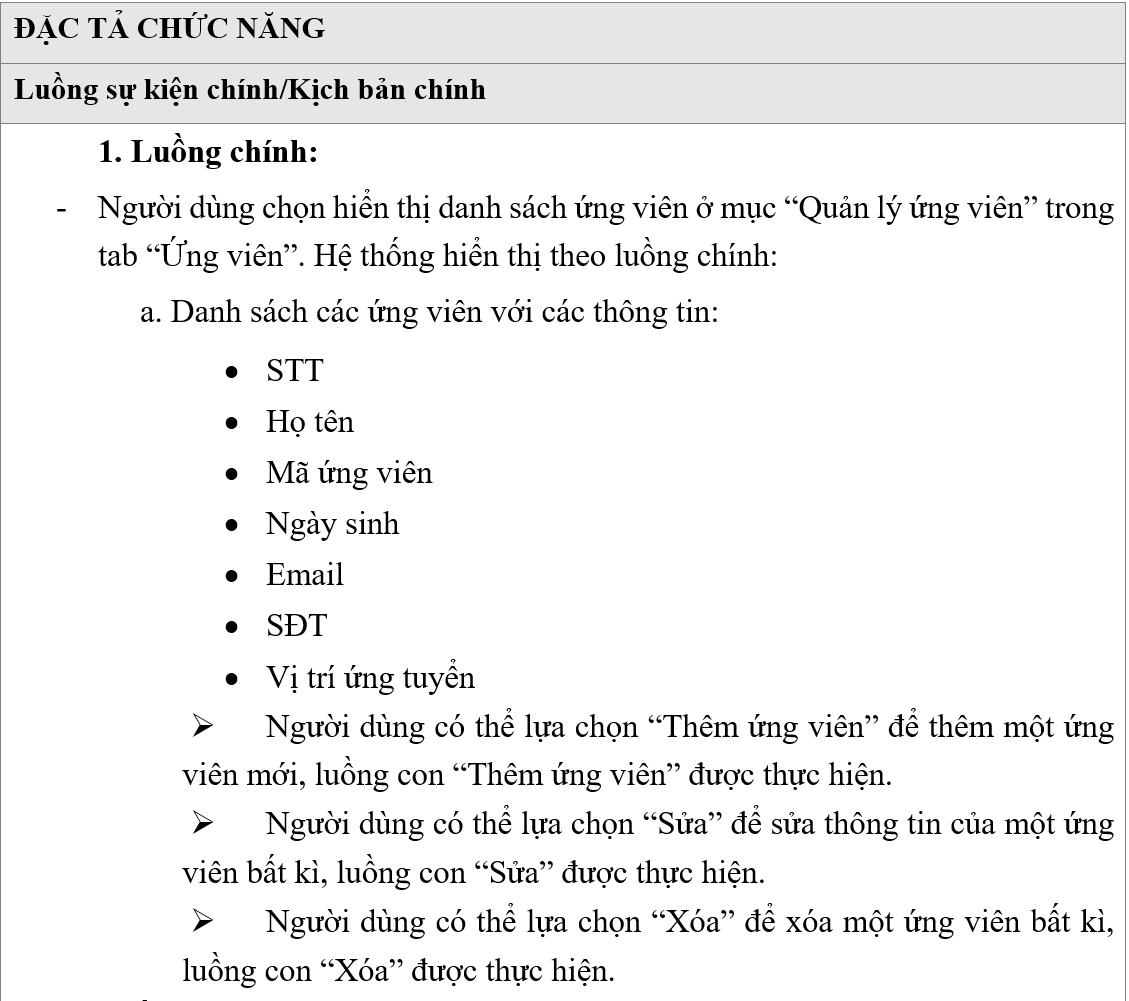 ĐẶC TẢ CHỨC NĂNG
Luồng sự kiện chính/Kịch bản chính
1. Luồng chính:
- Người dùng chọn hiển thị danh sách ứng viên ở mục “Quản lý ứng viên” trong
tab “Ứng viên”. Hệ thống hiển thị theo luồng chính:
a. Danh sách các ứng viên với các thông tin:
• STT
• Họ tên
• Mã ứng viên
• Ngày sinh
• Email
• SĐT
• Vị trí ứng tuyển
➢ Người dùng có thể lựa chọn “Thêm ứng viên” để thêm một ứng
viên mới, luồng con “Thêm ứng viên” được thực hiện.
➢ Người dùng có thể lựa chọn “Sửa” để sửa thông tin của một ứng
viên bất kì, luồng con “Sửa” được thực hiện.
➢ Người dùng có thể lựa chọn “Xóa” để xóa một ứng viên bất kì,
luồng con “Xóa” được thực hiện.